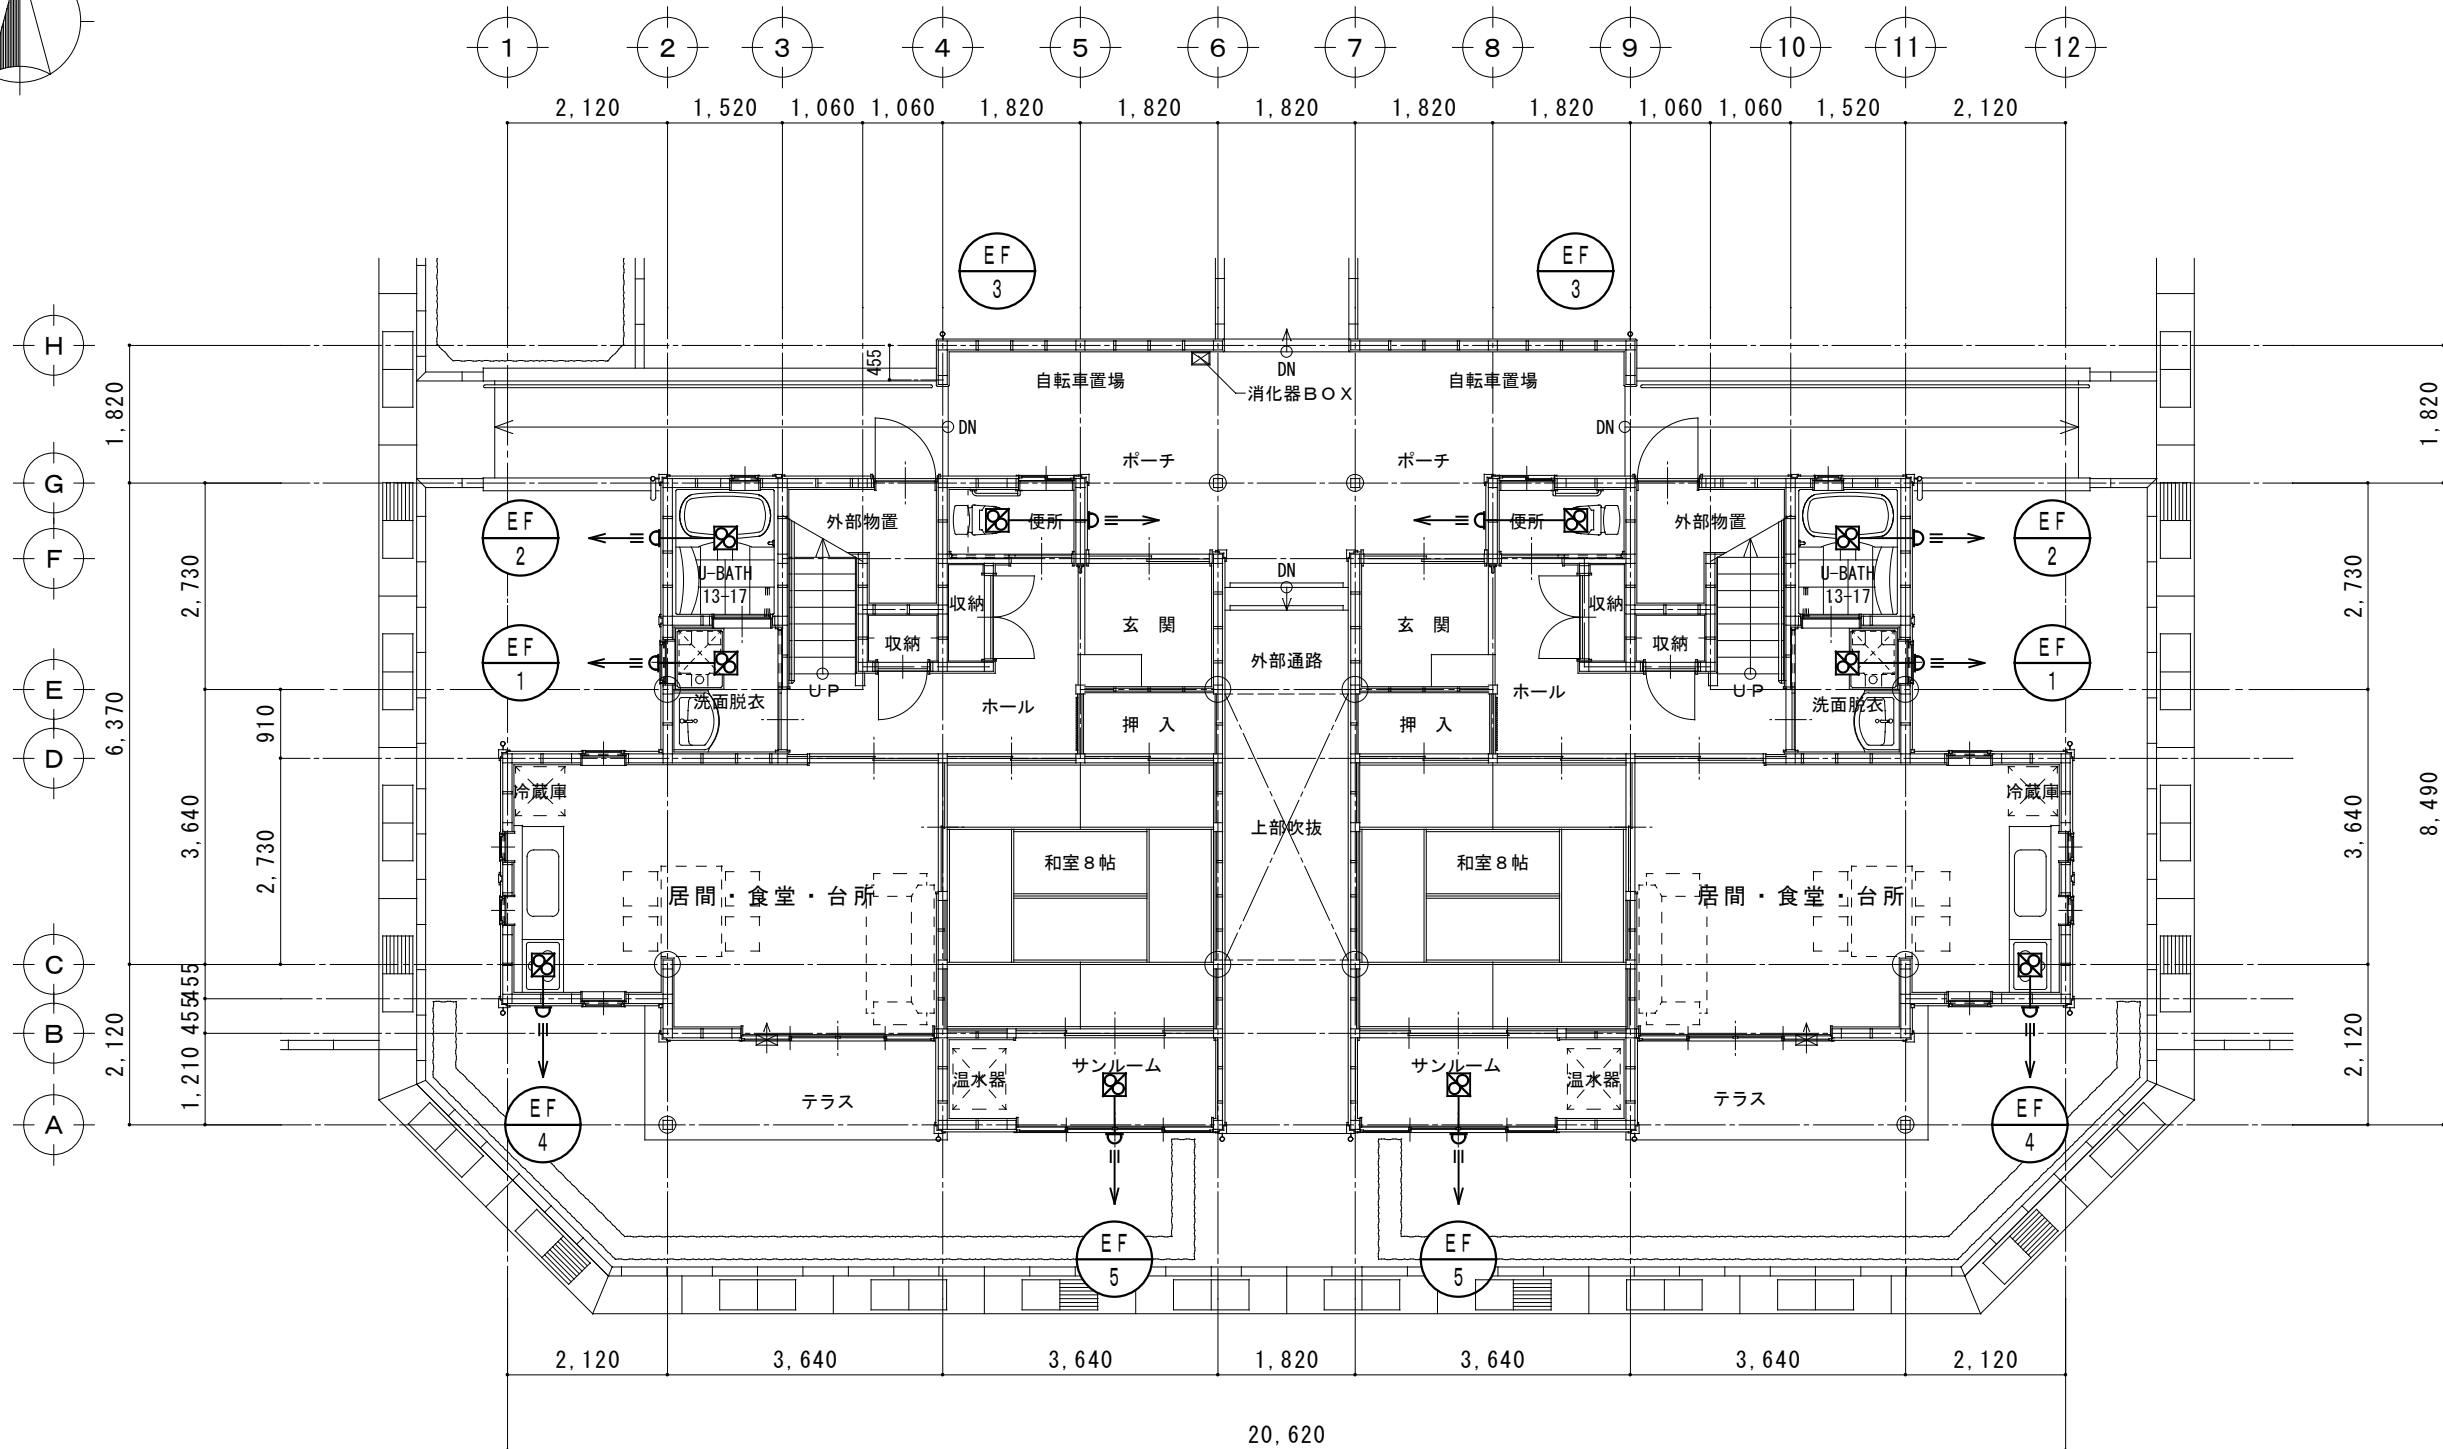 1 2 3 4 5 6 7 8 9 10 11 12
2,120 1,520 1,060 1,060 1,820 1,820 1,820 1,820 1,820 1,060 1,060 1,520 2,120
EF
3
EF
3
H
455
DN
自転車置場
自転車置場
消化器BOX
1,820
1,820
DN
DN
ポーチ
ポーチ
G
EF
2
外部物置
便所
便所
外部物置
EF
2
F
U-BATH
13-17
DN
U-BATH
13-17
2,730
2,730
収納
収納
玄 関
玄 関
収納
収納
EF
1
外部通路
EF
1
E
UP
UP
洗面脱衣
ホール
ホール
洗面脱衣
910
6,370
押 入
押 入
D
冷蔵庫
冷蔵庫
8,490
3,640
3,640
2,730
上部吹抜
和室8帖
和室8帖
居間・食堂・台所
居間・食堂・台所
C
455
455
B
2,120
1,210
2,120
サンルーム
サンルーム
温水器
温水器
テラス
テラス
A
EF
4
EF
4
EF
5
EF
5
2,120 3,640 3,640 1,820 3,640 3,640 2,120
20,620